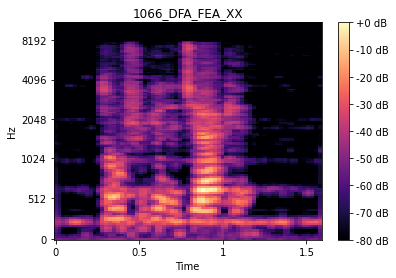 1066_DFA_FEA_XX
8192
4096
2048
1024
512
0
Hz
0
0.5
1
1.5
Time
+0 dB
-10 dB
-20 dB
-30 dB
-40 dB
-50 dB
-60 dB
-70 dB
-80 dB